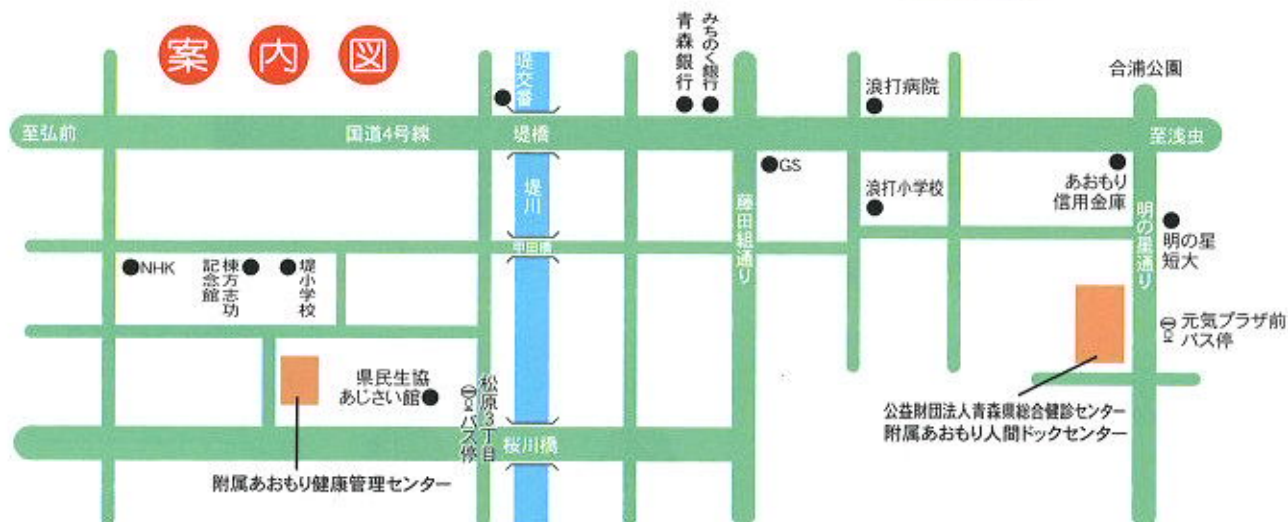 案内図
堤交番
青森銀行
みちのく銀行
浪打病院
合浦公園
至弘前
国道4号線
堤橋
至浅虫
GS
浪打小学校
あおもり
信用金庫
堤川
藤田組通り
明の星通り
明の星
短大
甲田橋
NHK
棟方志功
記念館
堤小学校
元気プラザ前
バス停
県民生協
あじさい館
松原3丁目
バス停
公益財団法人青森県総合健診センター
附属あおもり人間ドックセンター
桜川橋
附属あおもり健康管理センター